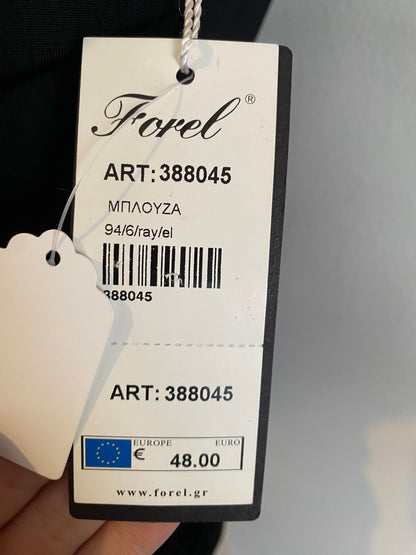 Forel ®
ART: 388045
ΜΠΛΟΥΖΑ
94/6/ray/el
388045
ART: 388045
EUROPE EURO
€ 48.00
www.forel.gr